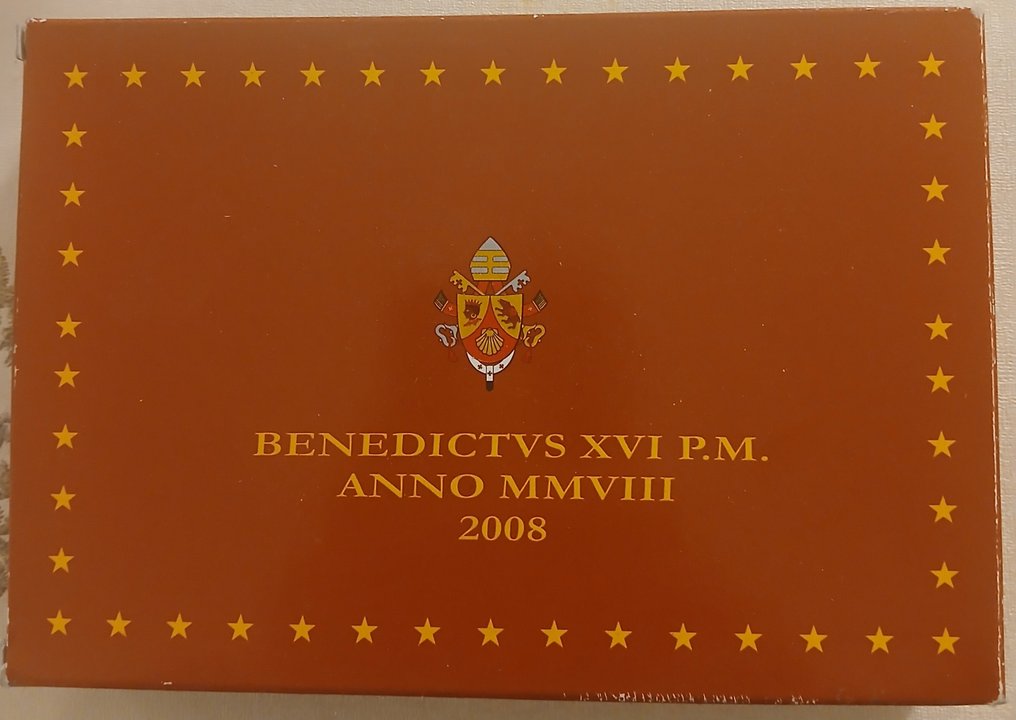 BENEDICTVS XVI P.M.
ANNO MMVIII
2008